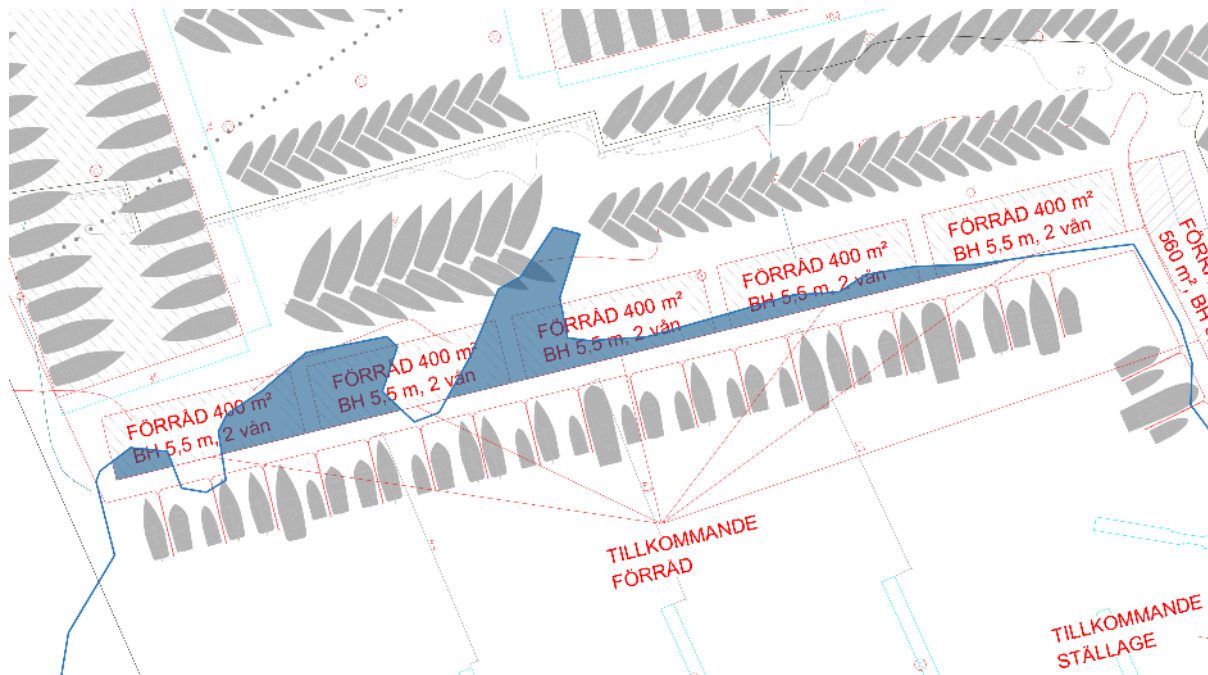 FÖRRÅD 400 m²
BH 5,5 m, 2 vån
FÖRRÅD 400 m²
BH 5,5 m, 2 vån
FÖRRÅD 400 m²
BH 5,5 m, 2 vån
FÖRRÅD 400 m²
BH 5,5 m, 2 vån
FÖRRÅD 400 m²
BH 5,5 m, 2 vån
560 m², BH
TILLKOMMANDE
FÖRRÅD
TILLKOMMANDE
STÄLLAGE